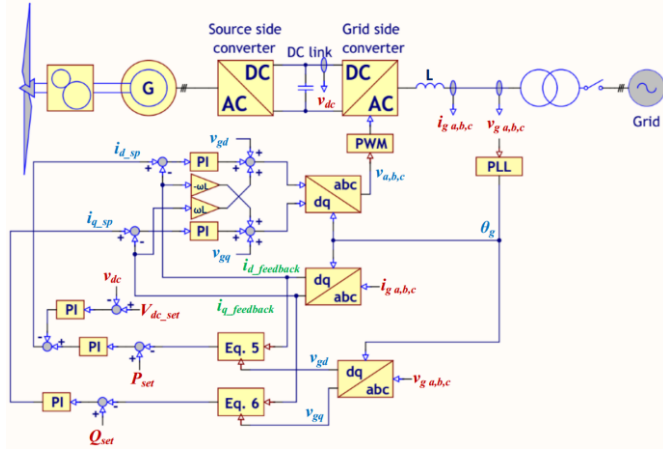 Source side converter
Grid side converter
DC link
G
DC
AC
DC
AC
v_dc
L
i_g a,b,c
v_g a,b,c
Grid
PWM
PLL
v_gd
i_d_sp
PI
v_a,b,c
-ωL
ωL
abc
dq
i_q_sp
PI
v_gq
θ_g
i_d_feedback
dq
abc
i_g a,b,c
i_q_feedback
v_dc
PI
V_dc_set
PI
Eq. 5
v_gd
dq
abc
v_g a,b,c
P_set
PI
Eq. 6
v_gq
Q_set